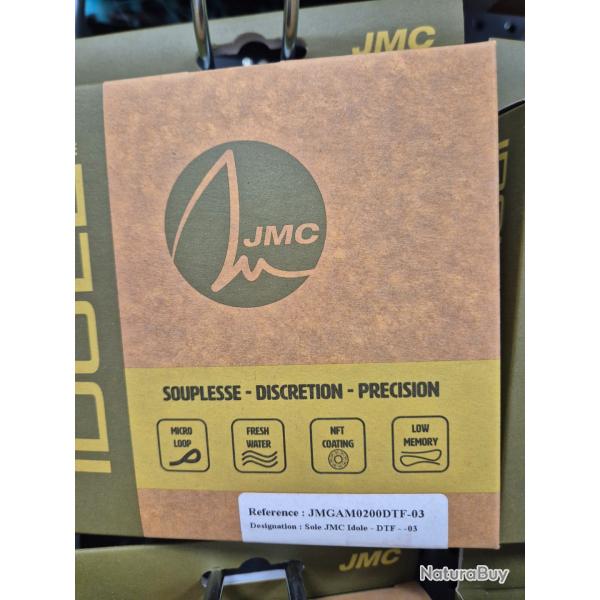 JMC
IDOLE
JMC
SOUPLESSE - DISCRETION - PRECISION
MICRO
LOOP
FRESH
WATER
NFT
COATING
LOW
MEMORY
Reference : JMGAM0200DTF-03
Designation : Soie JMC Idole - DTF - -03
JMC
NaturaBuy